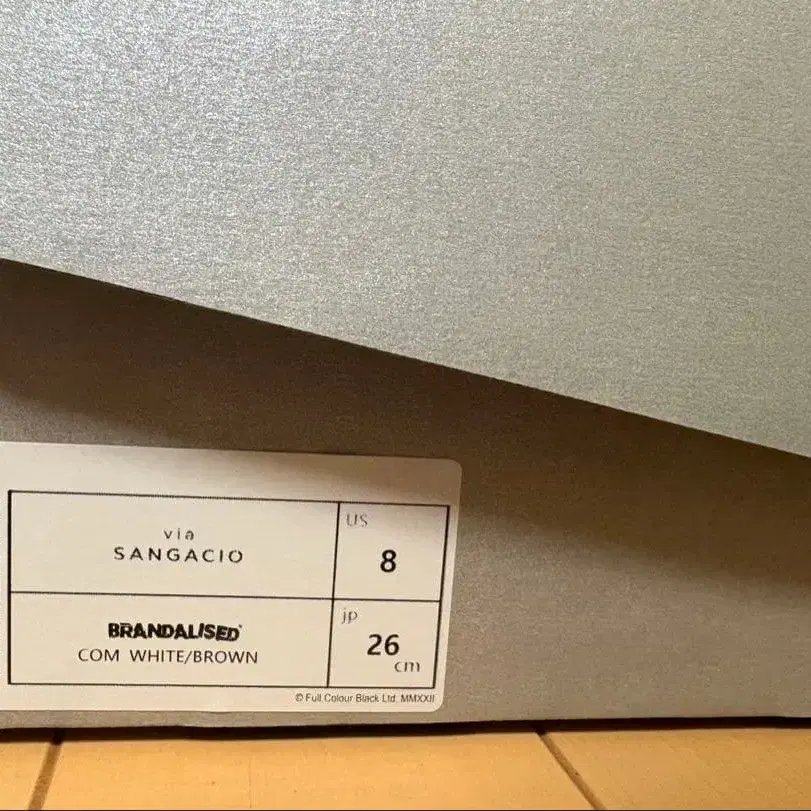 via
SANGACIO
US
8
BRANDALISED
COM WHITE/BROWN
jp
26
cm
© Full Colour Black Ltd. MMXXII